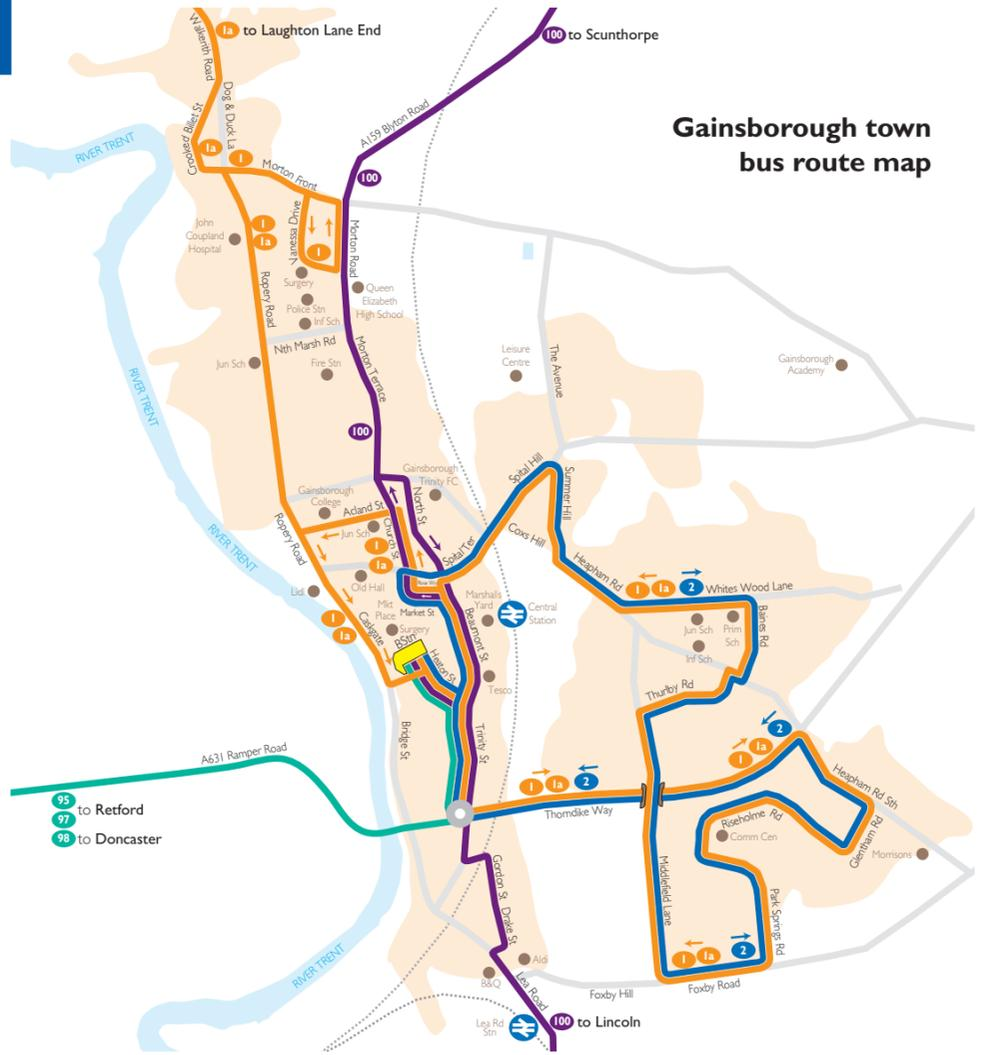 Gainsborough town
bus route map
1a to Laughton Lane End
100 to Scunthorpe
Walkerith Road
Dog & Duck La
Crooked Billet St
A159 Blyton Road
RIVER TRENT
1a
1
Morton Front
100
John
Coupland
Hospital
1
1a
Vanessa Drive
1
Morton Road
Surgery
Queen
Elizabeth
High School
Police Stn
Inf Sch
Ropery Road
Nth Marsh Rd
Jun Sch
Fire Stn
Morton Terrace
Leisure
Centre
The Avenue
Gainsborough
Academy
RIVER TRENT
100
Gainsborough
Trinity FC
Spital Hill
Summer Hill
Gainsborough
College
Acland St
North St
Jun Sch
Church St
1
1a
Ropery Road
RIVER TRENT
Coxs Hill
Spital Ter
Heapham Rd
1 1a 2
Whites Wood Lane
Old Hall
Lidl
Mkt
Place
Market St
Marshalls
Yard
Central
Station
Baines Rd
Jun Sch
Prim
Sch
Inf Sch
1
1a
Caskgate
Surgery
BStn
Heaton St
Beaumont St
Tesco
Thurlby Rd
Bridge St
Trinity St
2
1 1a
A631 Ramper Road
1 1a 2
Thorndike Way
Heapham Rd Sth
95
97
98
to Retford
to Doncaster
Riseholme Rd
Comm Cen
Glentham Rd
Morrisons
Middlefield Lane
Gordon St
Drake St
Park Springs Rd
RIVER TRENT
Aldi
B&Q
Lea Road
1 1a 2
Foxby Hill
Foxby Road
Lea Rd
Stn
100 to Lincoln